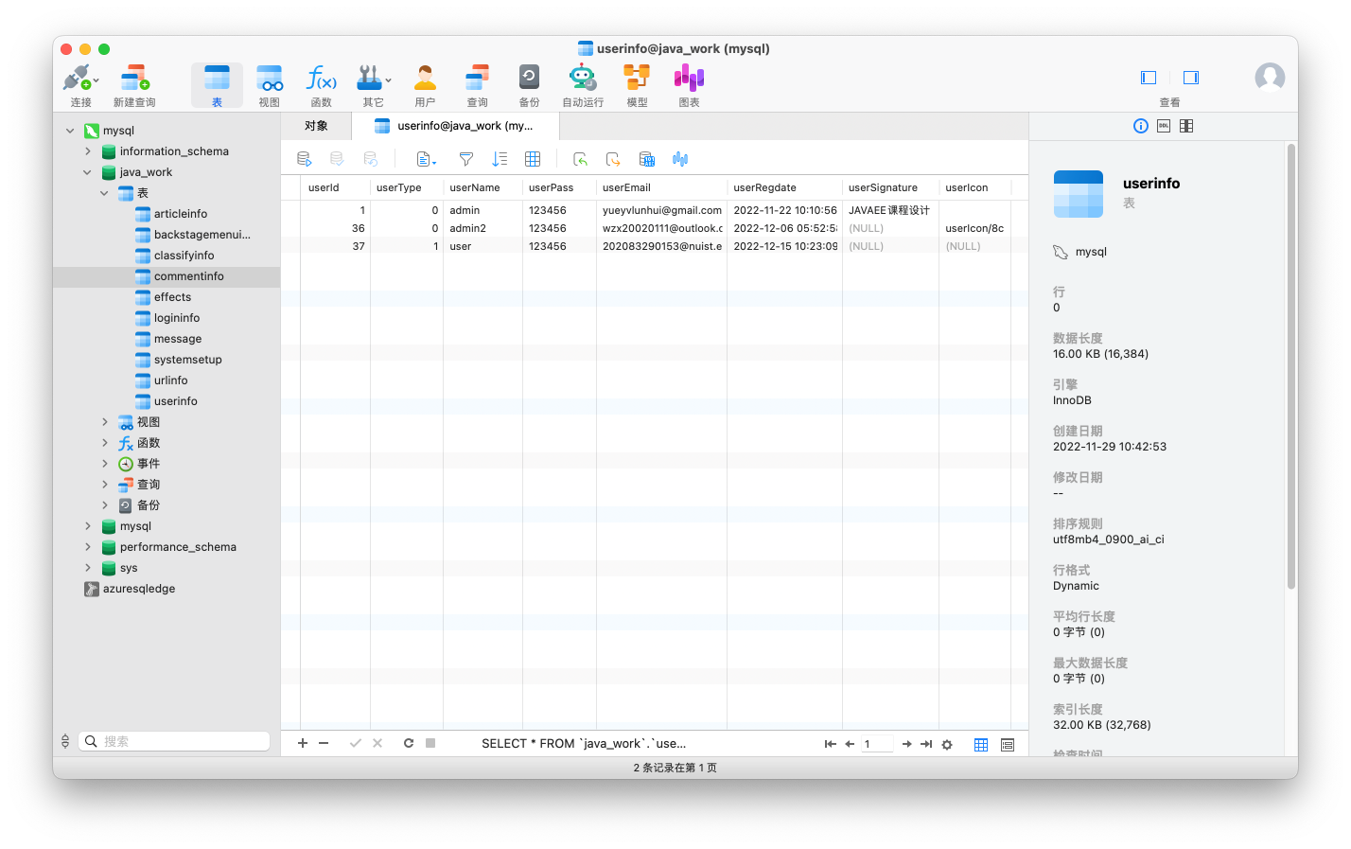 userinfo@java_work (mysql)
连接
新建查询
表
视图
函数
其它
用户
查询
备份
自动运行
模型
图表
查看
mysql
information_schema
java_work
表
articleinfo
backstagemenui...
classifyinfo
commentinfo
effects
logininfo
message
systemsetup
urlinfo
userinfo
视图
函数
事件
查询
备份
mysql
performance_schema
sys
azuresqledge
搜索
对象 userinfo@java_work (my...
userId userType userName userPass userEmail userRegdate userSignature userIcon
1 0 admin 123456 yueyvlunhui@gmail.com 2022-11-22 10:10:56 JAVAEE课程设计
36 0 admin2 123456 wzx20020111@outlook.c 2022-12-06 05:52:58 (NULL) userIcon/8c
37 1 user 123456 202083290153@nuist.e 2022-12-15 10:23:09 (NULL) (NULL)
SELECT * FROM `java_work`.`use...
1
2 条记录在第 1 页
DDL
userinfo
表
mysql
行
0
数据长度
16.00 KB (16,384)
引擎
InnoDB
创建日期
2022-11-29 10:42:53
修改日期
--
排序规则
utf8mb4_0900_ai_ci
行格式
Dynamic
平均行长度
0 字节 (0)
最大数据长度
0 字节 (0)
索引长度
32.00 KB (32,768)
检查时间